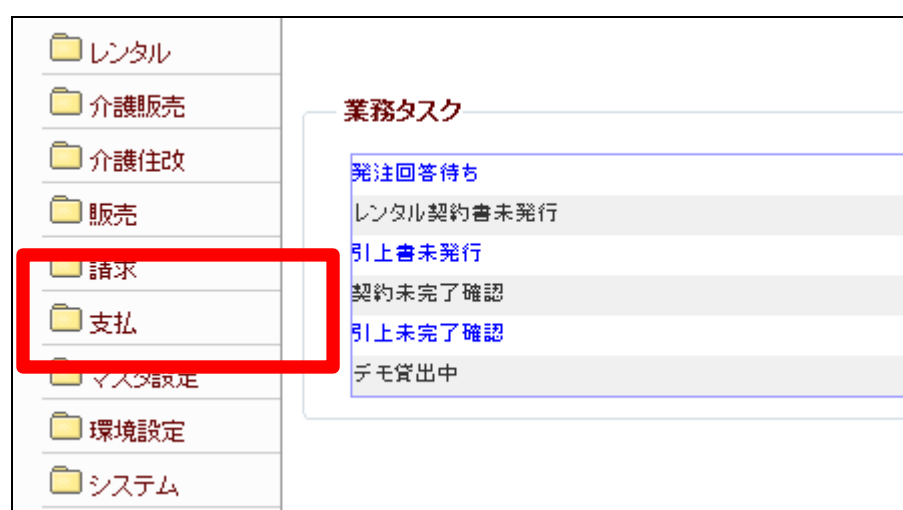 レンタル
介護販売
介護住改
販売
請求
支払
マスタ設定
環境設定
システム
業務タスク
発注回答待ち
レンタル契約書未発行
引上書未発行
契約未完了確認
引上未完了確認
デモ貸出中